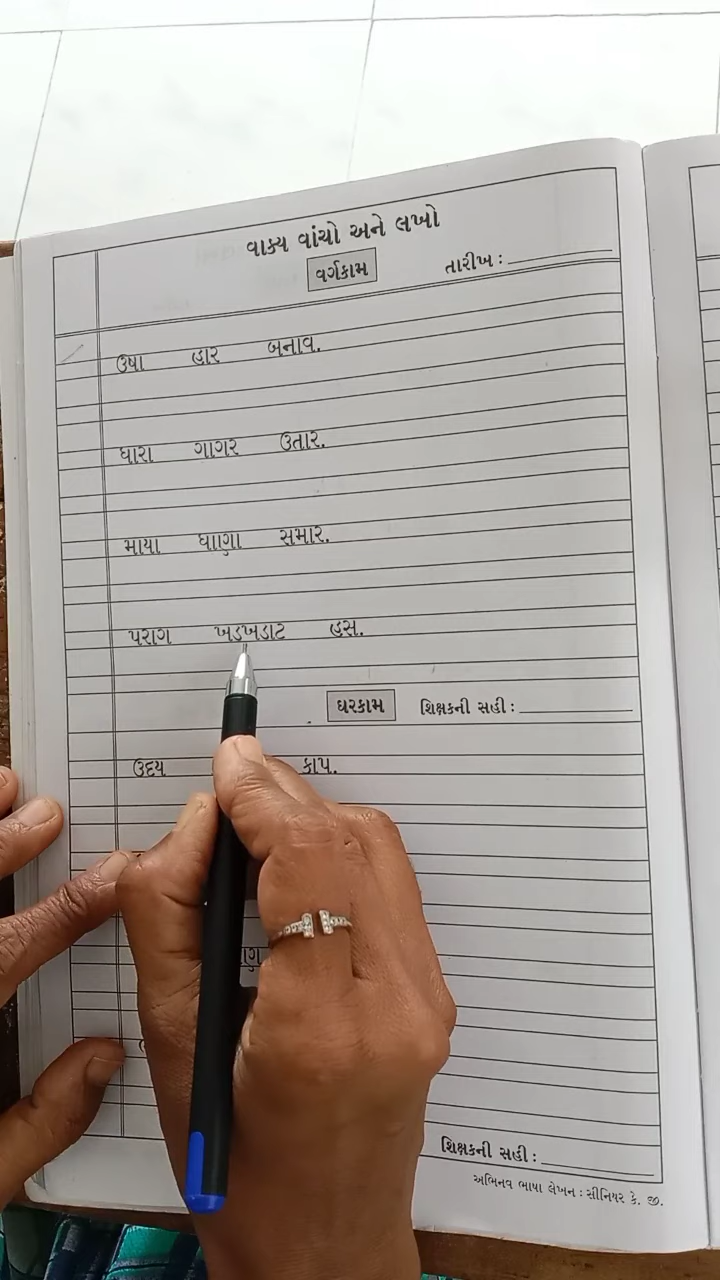 વાક્ય વાંચો અને લખો
વર્ગકામ તારીખ :
ઉષા હાર બનાવ.
ધારા ગાગર ઉતાર.
માયા ધાણા સમાર.
પરાગ ખડખડાટ હસ.
ઘરકામ શિક્ષકની સહી :
ઉદય કાપ.
શિક્ષકની સહી :
અભિનવ ભાષા લેખન : સીનિયર કે. જી.